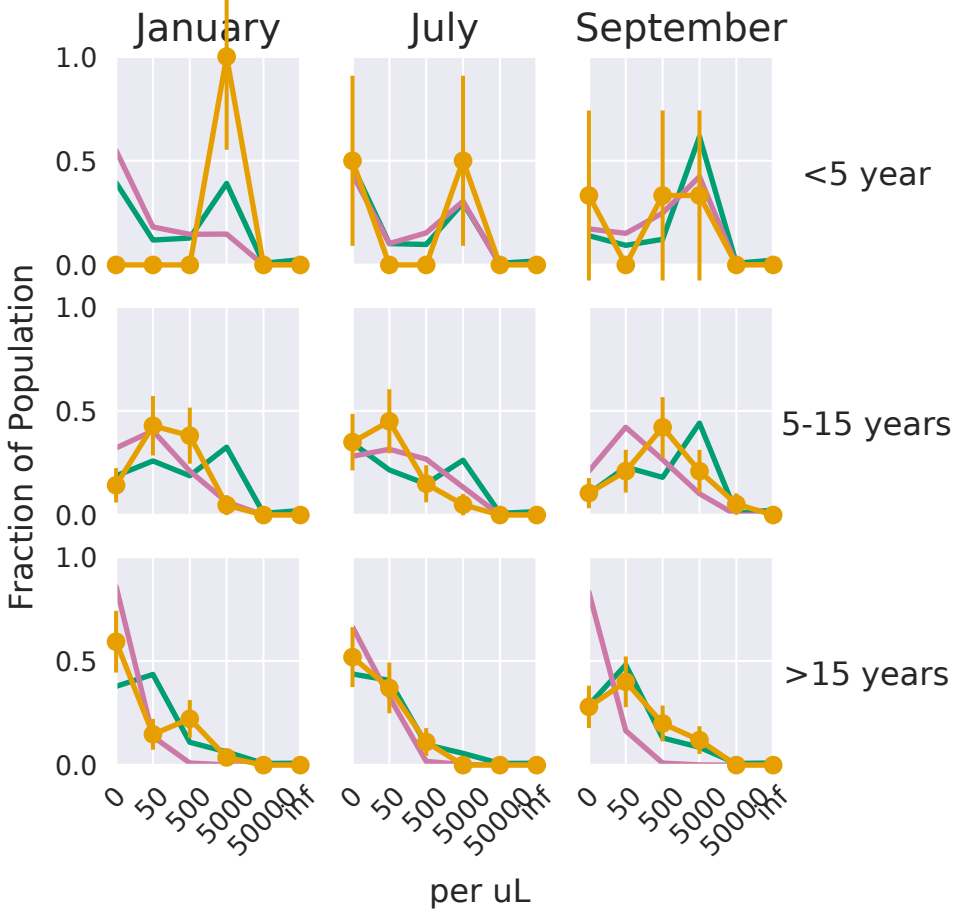 January July September
1.0
0.5
0.0
<5 year
1.0
0.5
0.0
5-15 years
1.0
0.5
0.0
>15 years
Fraction of Population
0 50 500 5000 50000 inf 0 50 500 5000 50000 inf 0 50 500 5000 50000 inf
per uL